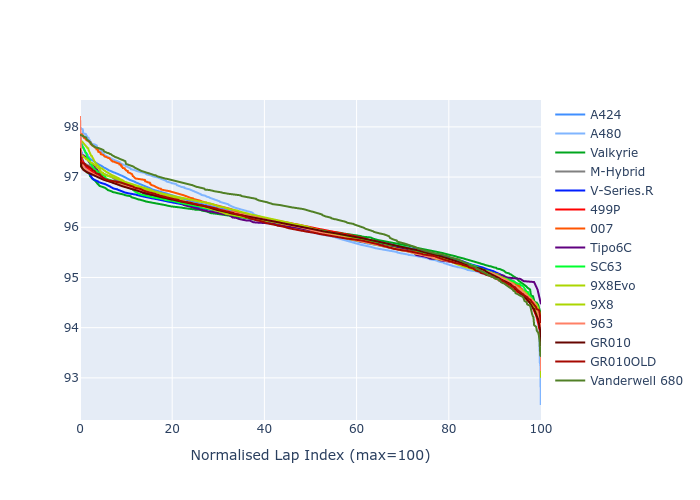 98
97
96
95
94
93
0 20 40 60 80 100
Normalised Lap Index (max=100)
A424
A480
Valkyrie
M-Hybrid
V-Series.R
499P
007
Tipo6C
SC63
9X8Evo
9X8
963
GR010
GR010OLD
Vanderwell 680